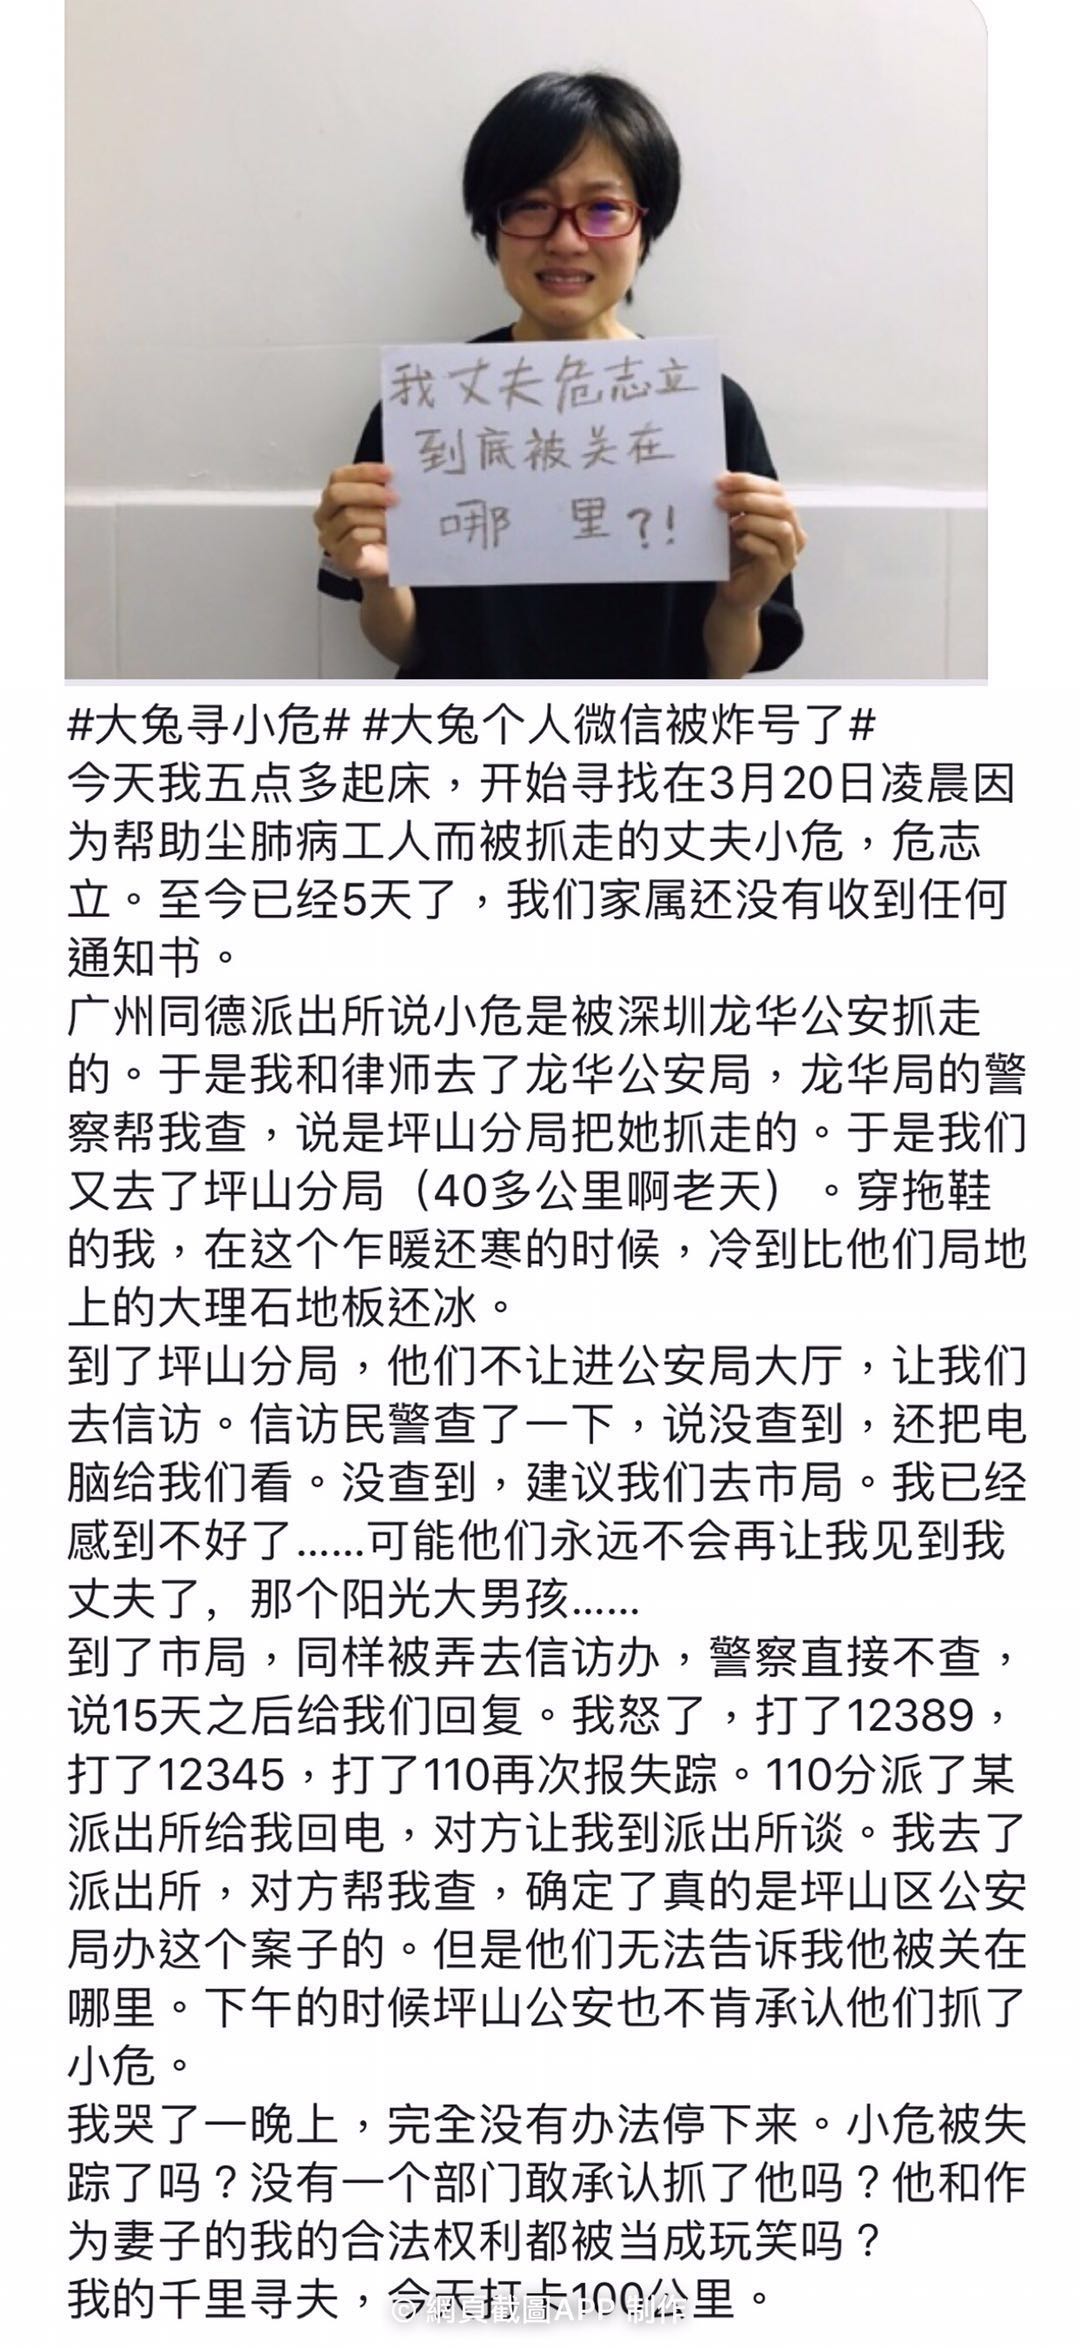 我丈夫危志立
到底被关在
哪里?!
#大兔寻小危# #大兔个人微信被炸号了#
今天我五点多起床，开始寻找在3月20日凌晨因
为帮助尘肺病工人而被抓走的丈夫小危，危志
立。至今已经5天了，我们家属还没有收到任何
通知书。
广州同德派出所说小危是被深圳龙华公安抓走
的。于是我和律师去了龙华公安局，龙华局的警
察帮我查，说是坪山分局把她抓走的。于是我们
又去了坪山分局（40多公里啊老天）。穿拖鞋
的我，在这个乍暖还寒的时候，冷到比他们局地
上的大理石地板还冰。
到了坪山分局，他们不让进公安局大厅，让我们
去信访。信访民警查了一下，说没查到，还把电
脑给我们看。没查到，建议我们去市局。我已经
感到不好了......可能他们永远不会再让我见到我
丈夫了，那个阳光大男孩......
到了市局，同样被弄去信访办，警察直接不查，
说15天之后给我们回复。我怒了，打了12389，
打了12345，打了110再次报失踪。110分派了某
派出所给我回电，对方让我到派出所谈。我去了
派出所，对方帮我查，确定了真的是坪山区公安
局办这个案子的。但是他们无法告诉我他被关在
哪里。下午的时候坪山公安也不肯承认他们抓了
小危。
我哭了一晚上，完全没有办法停下来。小危被失
踪了吗？没有一个部门敢承认抓了他吗？他和作
为妻子的我的合法权利都被当成玩笑吗？
我的千里寻夫，今天打卡100公里。
© 網頁截圖APP 制作